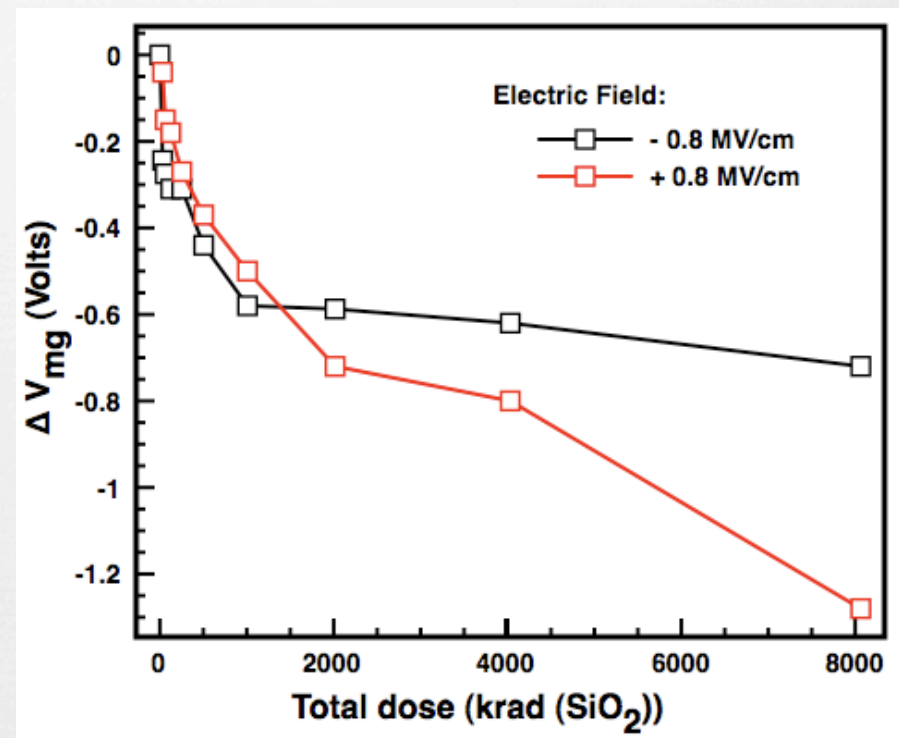 0
-0.2
-0.4
-0.6
-0.8
-1
-1.2
Δ Vmg (Volts)
Electric Field:
- 0.8 MV/cm
+ 0.8 MV/cm
0 2000 4000 6000 8000
Total dose (krad (SiO2))